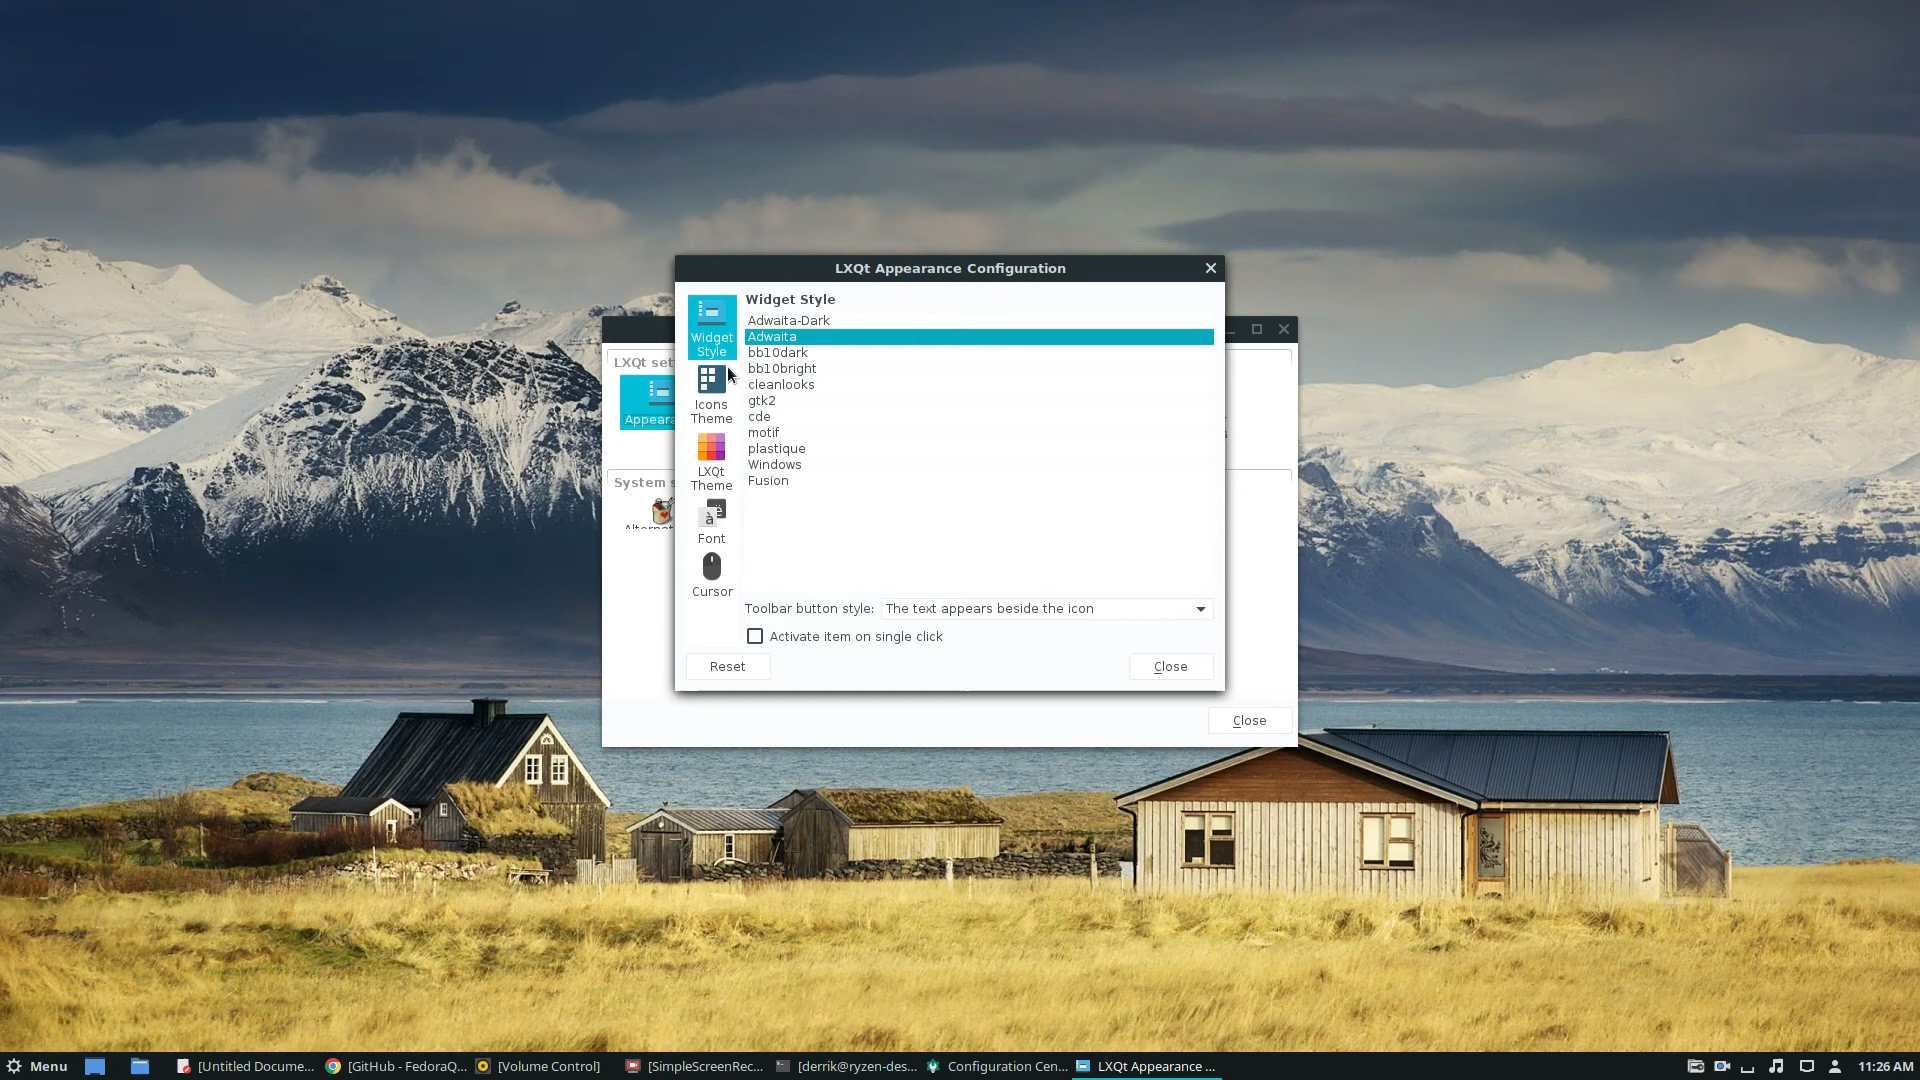 LXQt Appearance Configuration
Widget Style
Widget
Style
Icons
Theme
LXQt
Theme
à
ë
Font
Cursor
Adwaita-Dark
Adwaita
bb10dark
bb10bright
cleanlooks
gtk2
cde
motif
plastique
Windows
Fusion
Toolbar button style: The text appears beside the icon
Activate item on single click
Reset
Close
LXQt set
Appeara
System s
Close
Menu
[Untitled Docume...
[GitHub - FedoraQ...
[Volume Control]
[SimpleScreenRec...
[derrik@ryzen-des...
Configuration Cen...
LXQt Appearance ...
11:26 AM